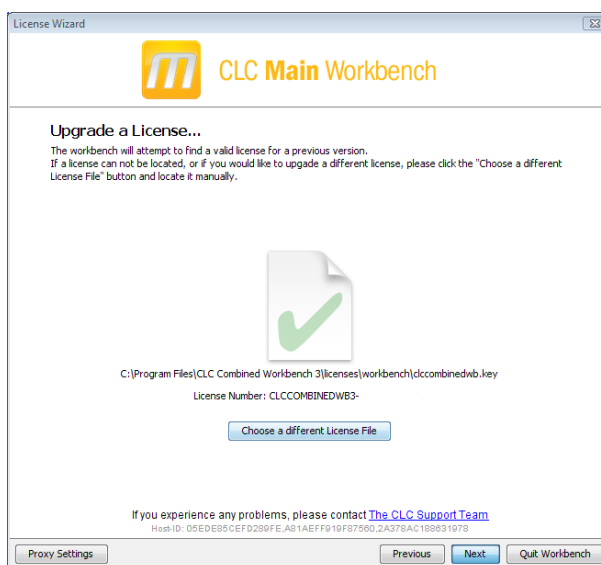 License Wizard
CLC Main Workbench
Upgrade a License...
The workbench will attempt to find a valid license for a previous version.
If a license can not be located, or if you would like to upgade a different license, please click the "Choose a different
License File" button and locate it manually.
C:\Program Files\CLC Combined Workbench 3\licenses\workbench\clccombinedwb.key
License Number: CLCCOMBINEDWB3-
Choose a different License File
If you experience any problems, please contact The CLC Support Team
Host-ID: 05EDE85CEFD289FE,A81AEFF919F87560,2A378AC188631978
Proxy Settings
Previous
Next
Quit Workbench